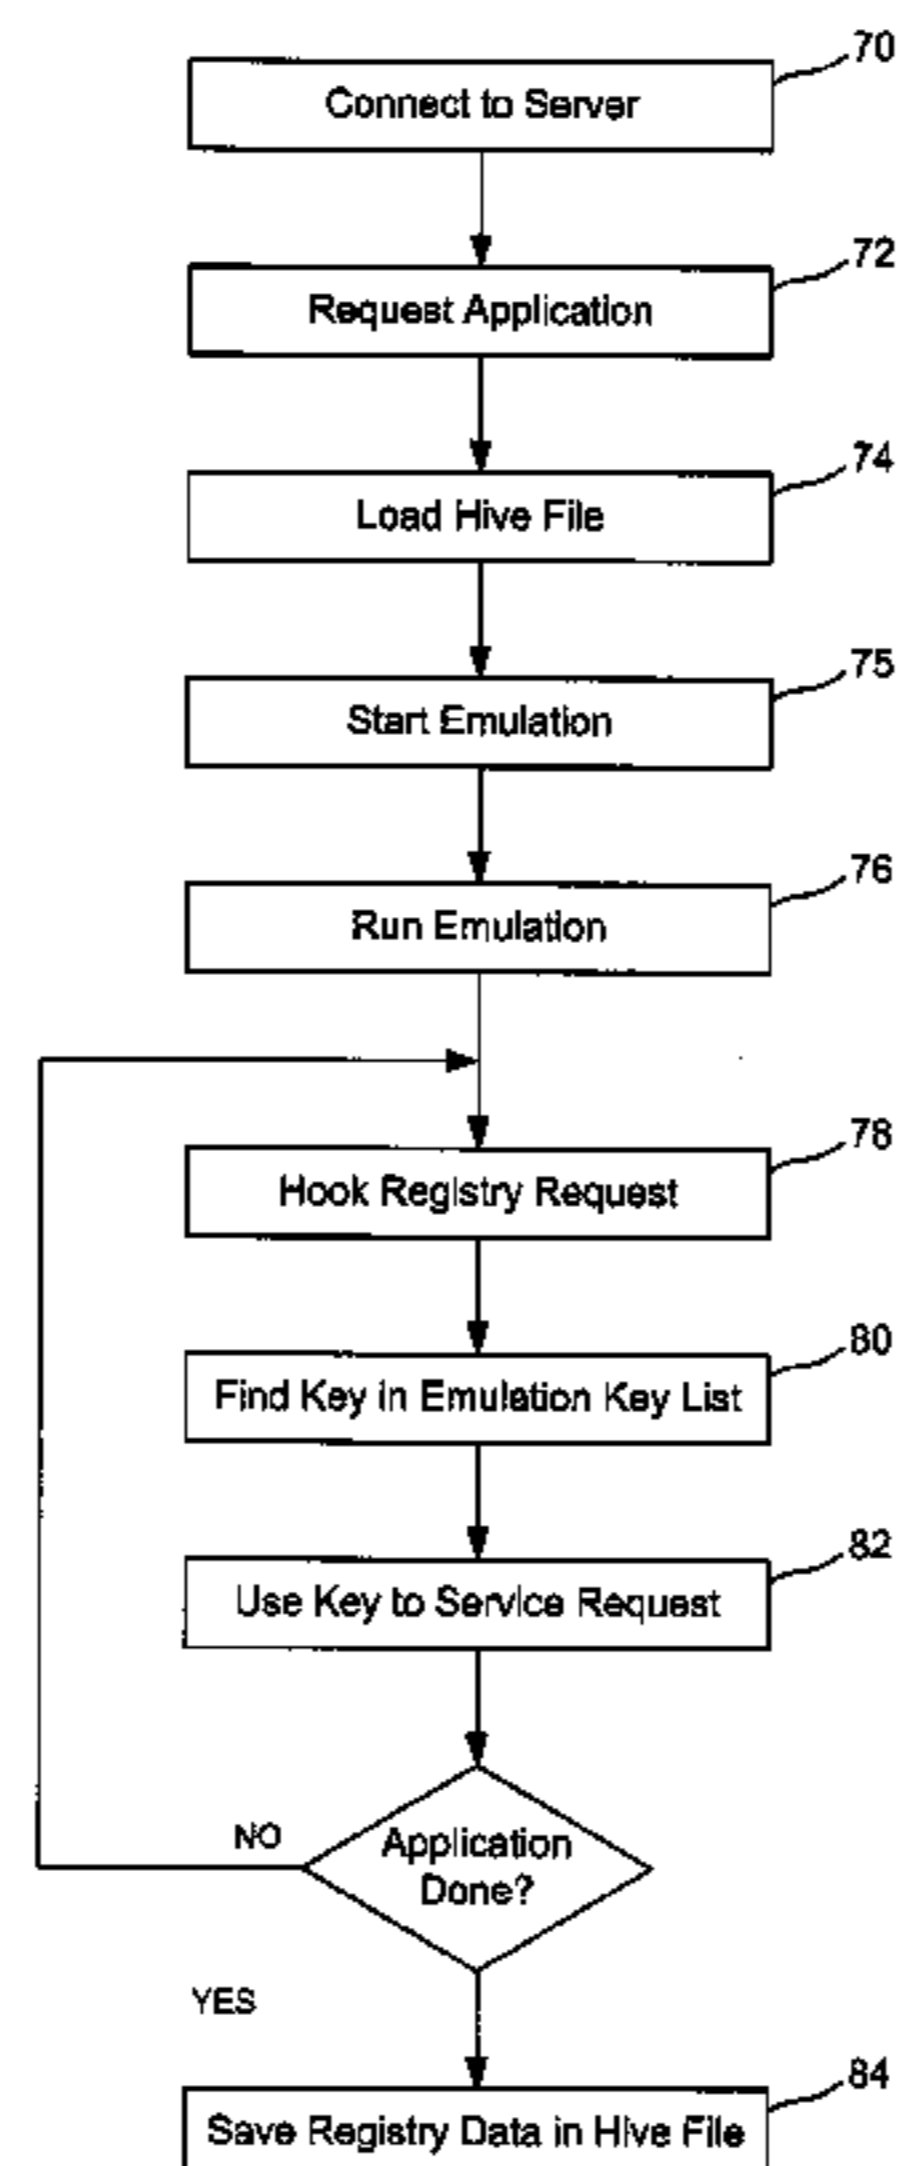 70
Connect to Server
72
Request Application
74
Load Hive File
75
Start Emulation
76
Run Emulation
78
Hook Registry Request
80
Find Key in Emulation Key List
82
Use Key to Service Request
NO
Application
Done?
YES
84
Save Registry Data in Hive File